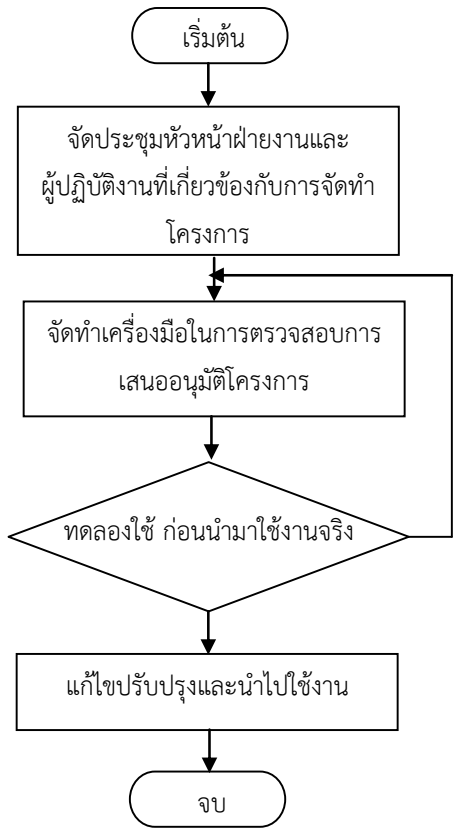 เริ่มต้น
จัดประชุมหัวหน้าฝ่ายงานและ
ผู้ปฏิบัติงานที่เกี่ยวข้องกับการจัดทำ
โครงการ
จัดทำเครื่องมือในการตรวจสอบการ
เสนออนุมัติโครงการ
ทดลองใช้ ก่อนนำมาใช้งานจริง
แก้ไขปรับปรุงและนำไปใช้งาน
จบ